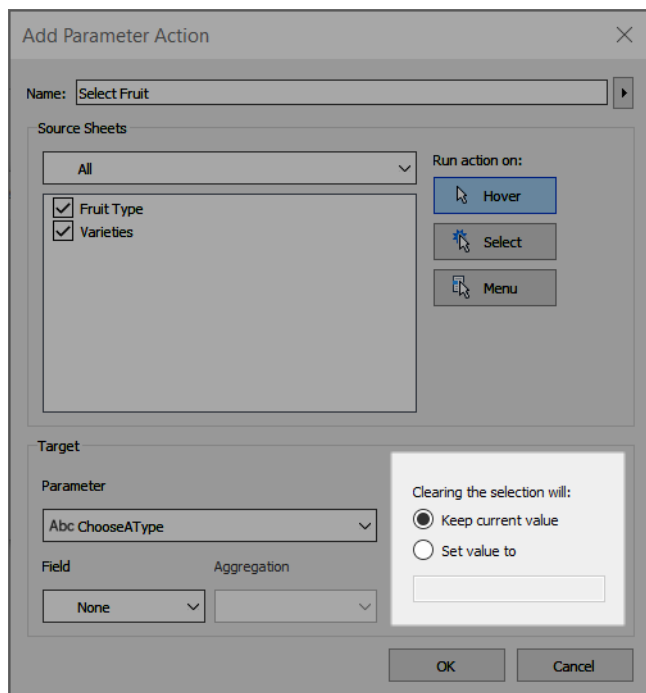 Add Parameter Action
Name: Select Fruit
Source Sheets
All
Fruit Type
Varieties
Run action on:
Hover
Select
Menu
Target
Parameter
Abc ChooseAType
Field Aggregation
None
Clearing the selection will:
Keep current value
Set value to
OK Cancel